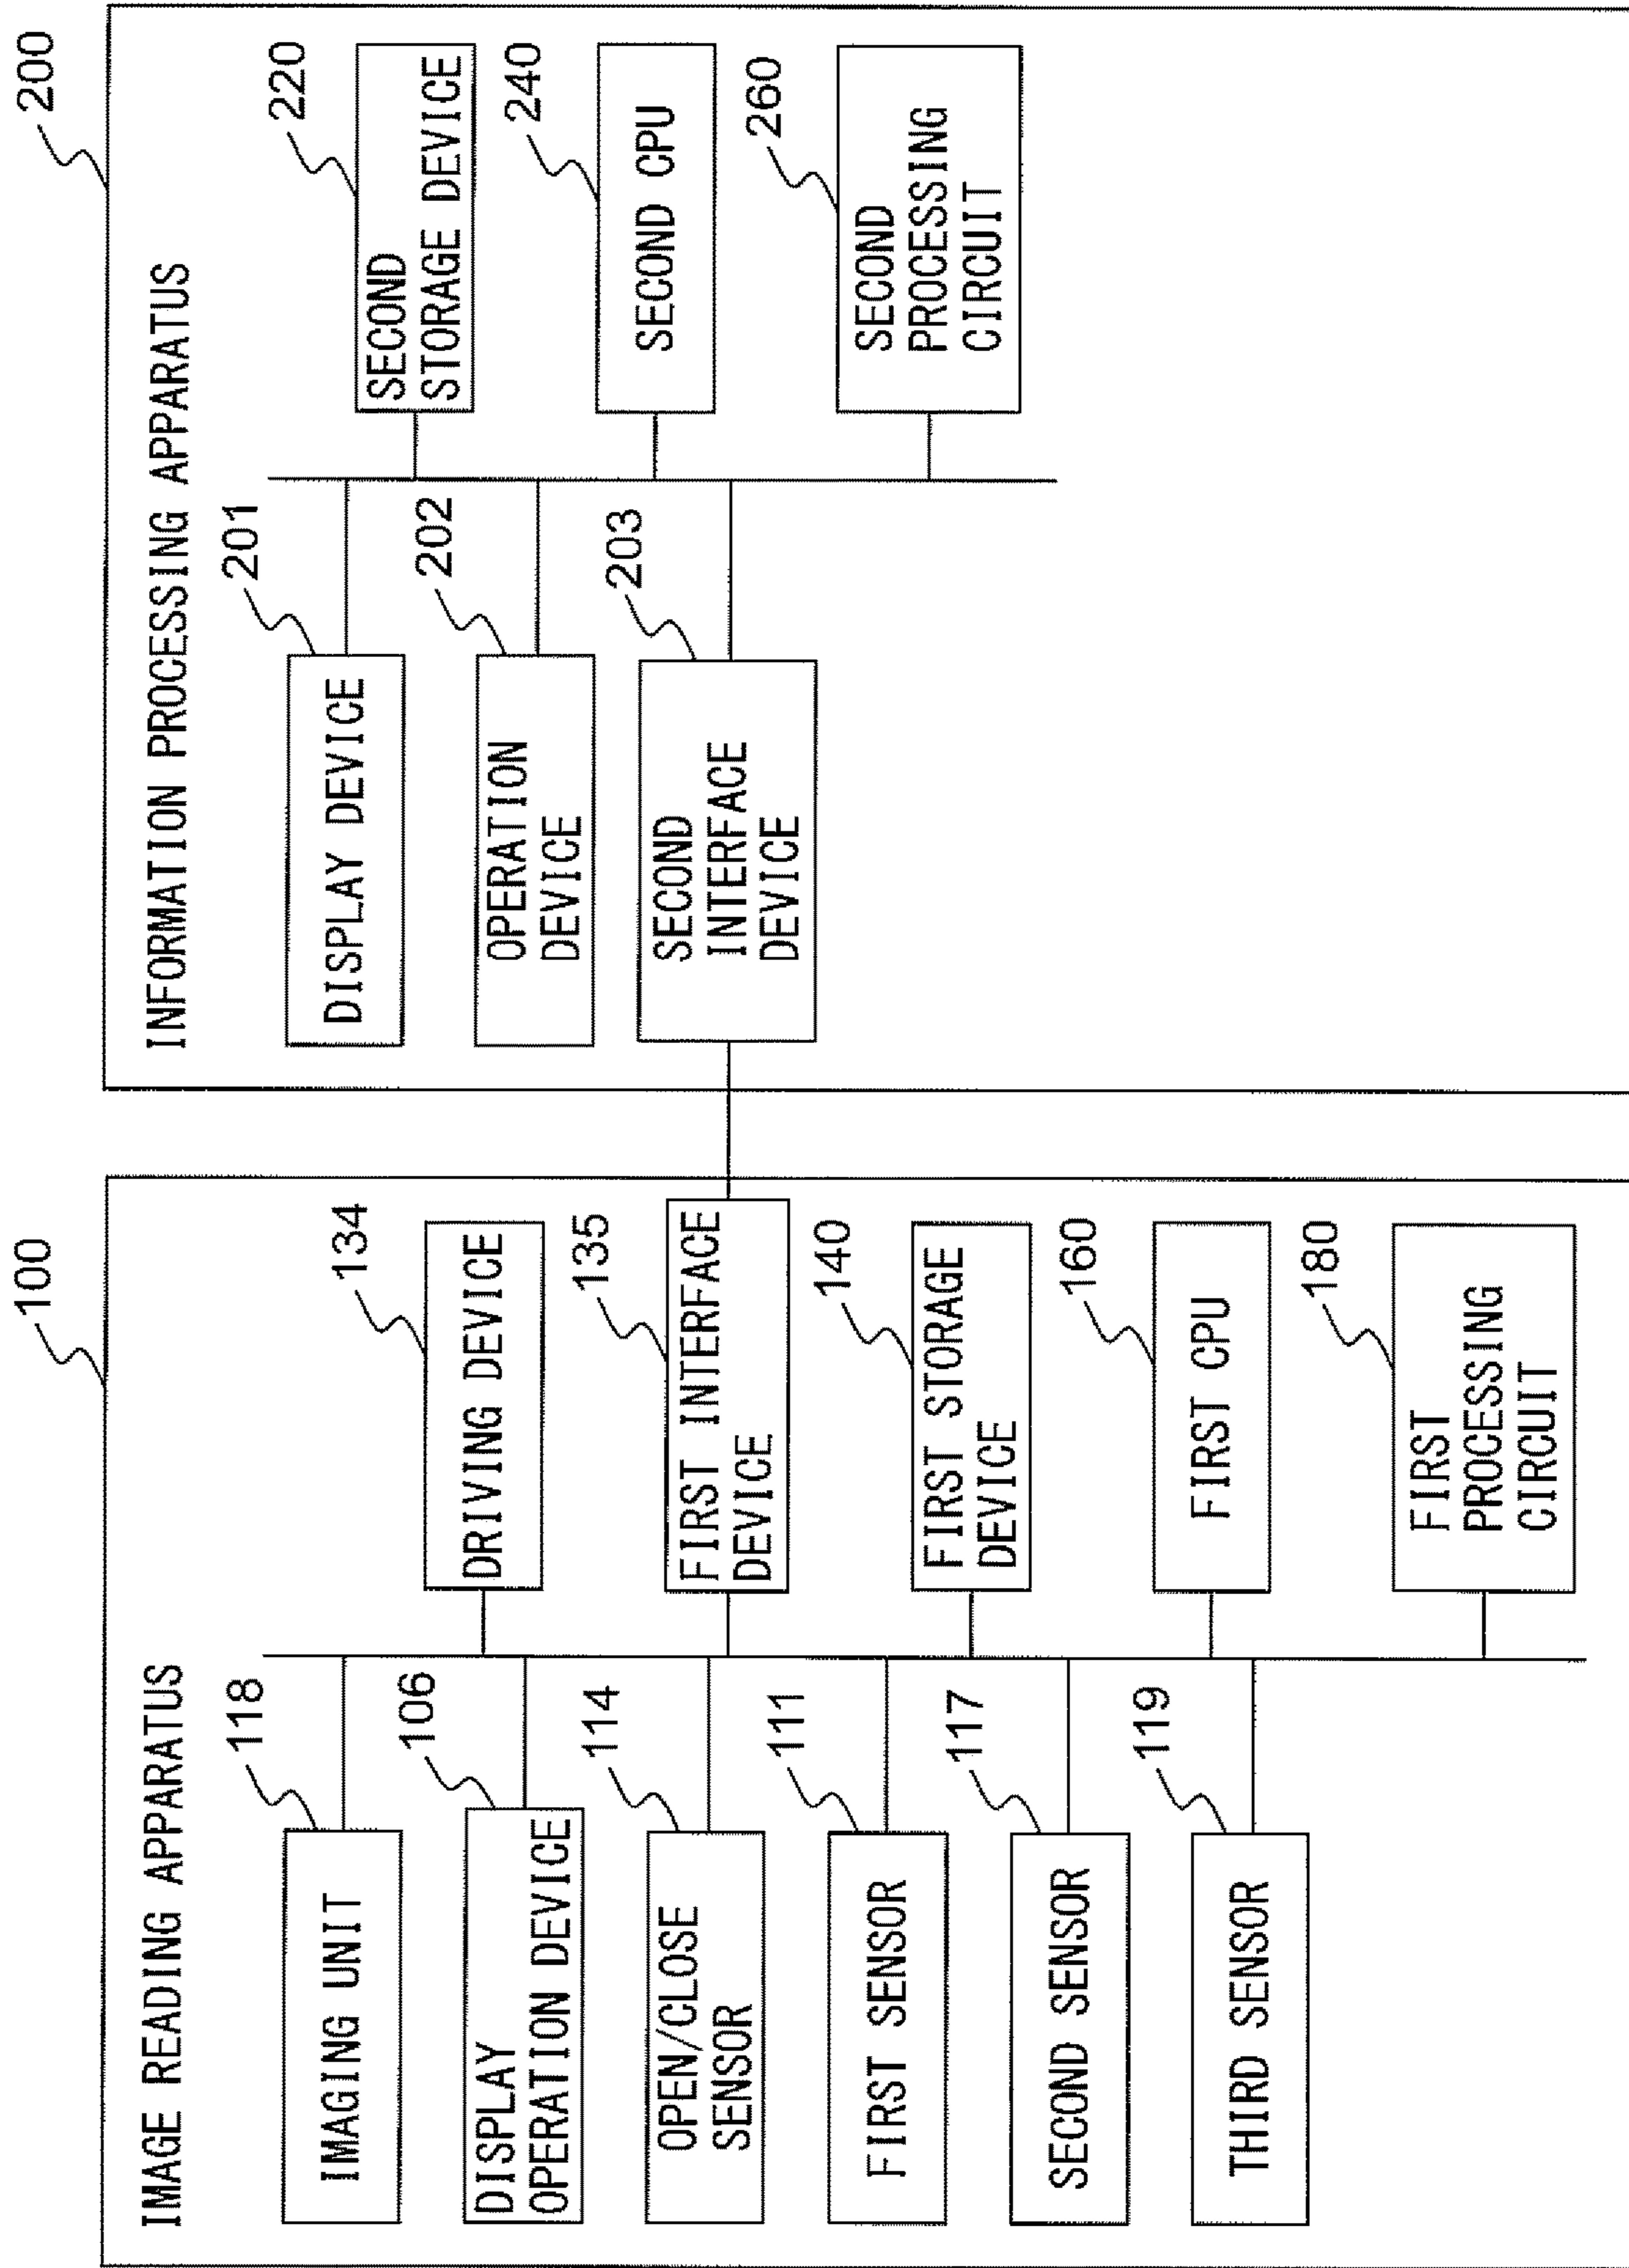 100
IMAGE READING APPARATUS
118
IMAGING UNIT
106
DISPLAY
OPERATION DEVICE
114
OPEN/CLOSE
SENSOR
111
FIRST SENSOR
117
SECOND SENSOR
119
THIRD SENSOR
134
DRIVING DEVICE
135
FIRST INTERFACE
DEVICE
140
FIRST STORAGE
DEVICE
160
FIRST CPU
180
FIRST
PROCESSING
CIRCUIT
200
INFORMATION PROCESSING APPARATUS
201
DISPLAY DEVICE
202
OPERATION
DEVICE
203
SECOND
INTERFACE
DEVICE
220
SECOND
STORAGE DEVICE
240
SECOND CPU
260
SECOND
PROCESSING
CIRCUIT